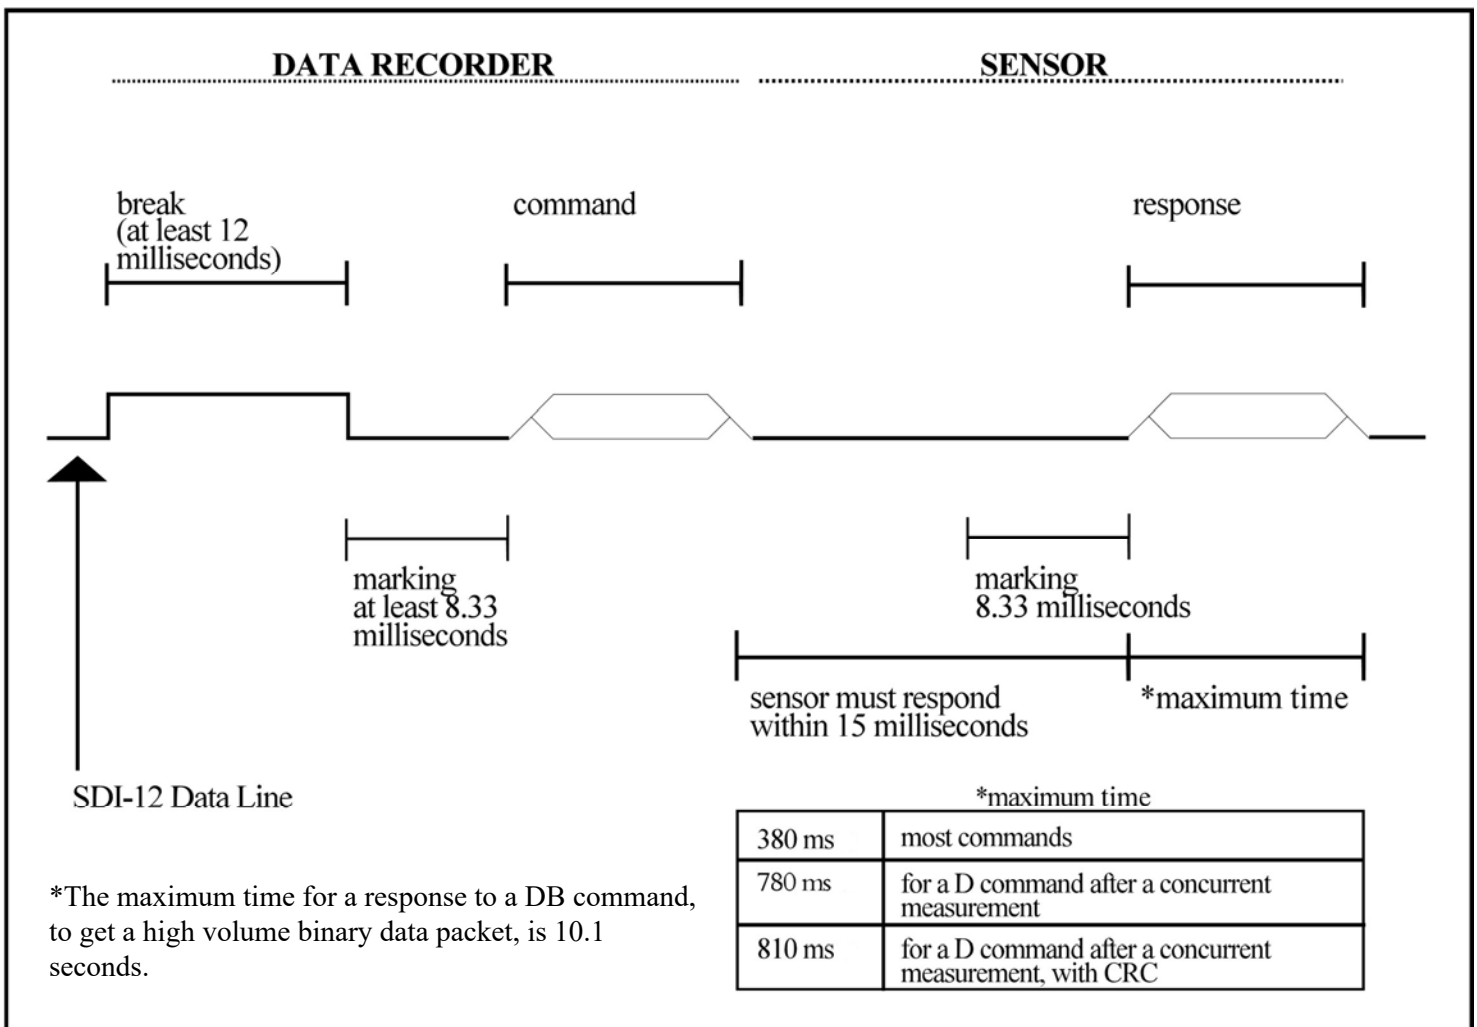 DATA RECORDER
SENSOR
break
(at least 12
milliseconds)
command
response
marking
at least 8.33
milliseconds
marking
8.33 milliseconds
sensor must respond
within 15 milliseconds
*maximum time
SDI-12 Data Line
*maximum time
380 ms
most commands
780 ms
for a D command after a concurrent
measurement
810 ms
for a D command after a concurrent
measurement, with CRC
*The maximum time for a response to a DB command,
to get a high volume binary data packet, is 10.1
seconds.